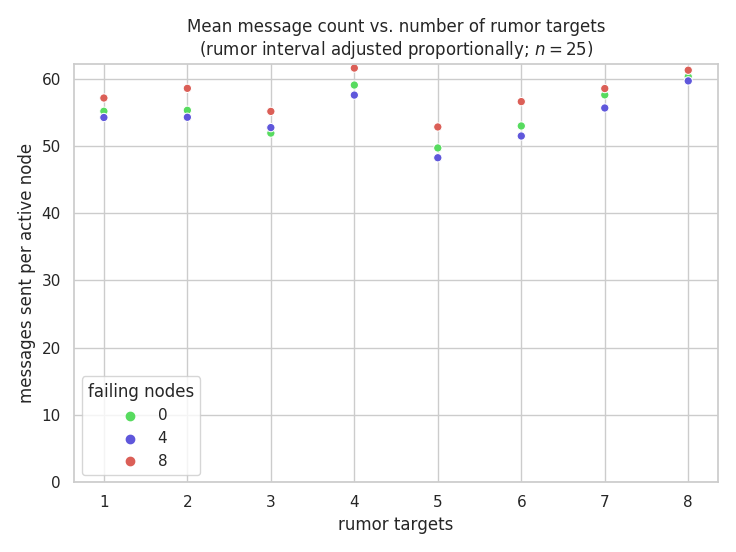 Mean message count vs. number of rumor targets
(rumor interval adjusted proportionally; n = 25)
messages sent per active node
60
50
40
30
20
10
0
failing nodes
0
4
8
1 2 3 4 5 6 7 8
rumor targets